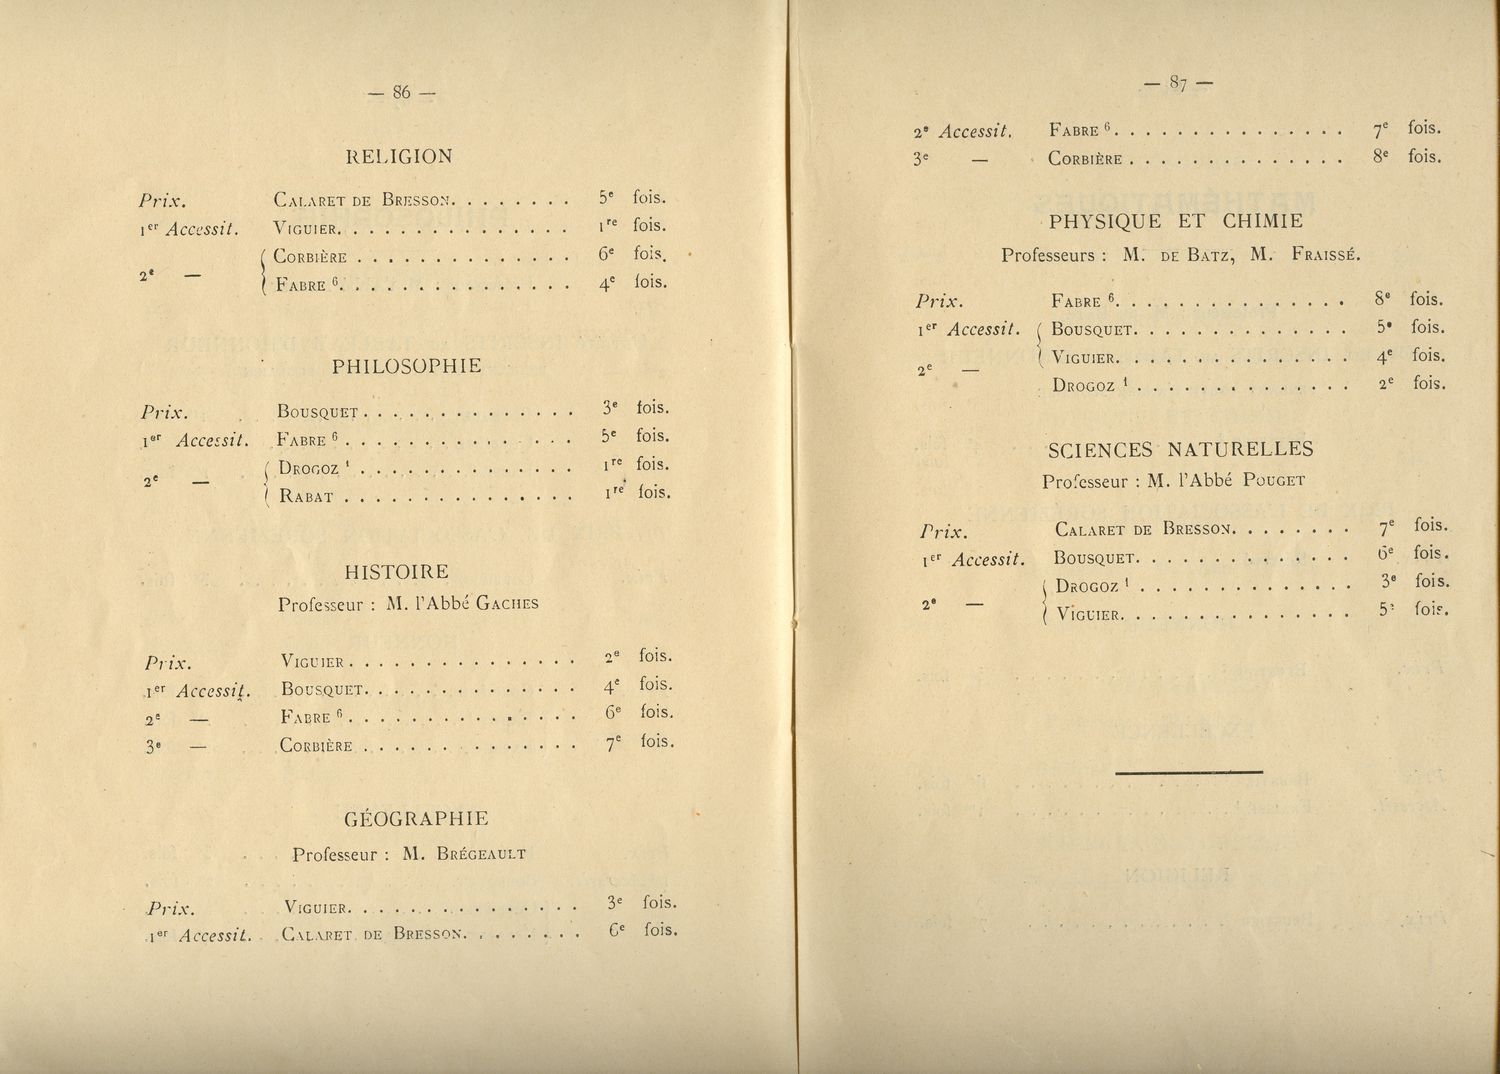 — 86 —
RELIGION
Prix. CALARET DE BRESSON. . . . . . . . 5e fois.
1er Accessit. VIGUIER. . . . . . . . . . . . . . . 1re fois.
CORBIÈRE . . . . . . . . . . . . . . 6e fois.
2e —
FABRE 6. . . . . . . . . . . . . . . 4e fois.
PHILOSOPHIE
Prix. BOUSQUET . . . . . . . . . . . . . . 3e fois.
1er Accessit. FABRE 6 . . . . . . . . . . . . . . . 5e fois.
DROGOZ 1 . . . . . . . . . . . . . . 1re fois.
2e —
RABAT . . . . . . . . . . . . . . . 1re fois.
HISTOIRE
Professeur : M. l'Abbé GACHES
Prix. VIGUIER . . . . . . . . . . . . . . . 2e fois.
1er Accessit. BOUSQUET. . . . . . . . . . . . . . 4e fois.
2e — FABRE 6 . . . . . . . . . . . . . . . 6e fois.
3e — CORBIÈRE . . . . . . . . . . . . . . 7e fois.
GÉOGRAPHIE
Professeur : M. BRÉGEAULT
Prix. VIGUIER. . . . . . . . . . . . . . . 3e fois.
1er Accessit. CALARET DE BRESSON. . . . . . . . 6e fois.
— 87 —
2e Accessit. FABRE 6. . . . . . . . . . . . . . . 7e fois.
3e — CORBIÈRE . . . . . . . . . . . . . . 8e fois.
PHYSIQUE ET CHIMIE
Professeurs : M. DE BATZ, M. FRAISSÉ.
Prix. FABRE 6. . . . . . . . . . . . . . . 8e fois.
1er Accessit. BOUSQUET. . . . . . . . . . . . . . 5e fois.
VIGUIER. . . . . . . . . . . . . . . 4e fois.
2e —
DROGOZ 1 . . . . . . . . . . . . . . 2e fois.
SCIENCES NATURELLES
Professeur : M. l'Abbé POUGET
Prix. CALARET DE BRESSON. . . . . . . . 7e fois.
1er Accessit. BOUSQUET. . . . . . . . . . . . . . 6e fois.
DROGOZ 1 . . . . . . . . . . . . . . 3e fois.
2e —
VIGUIER. . . . . . . . . . . . . . . 5e fois.